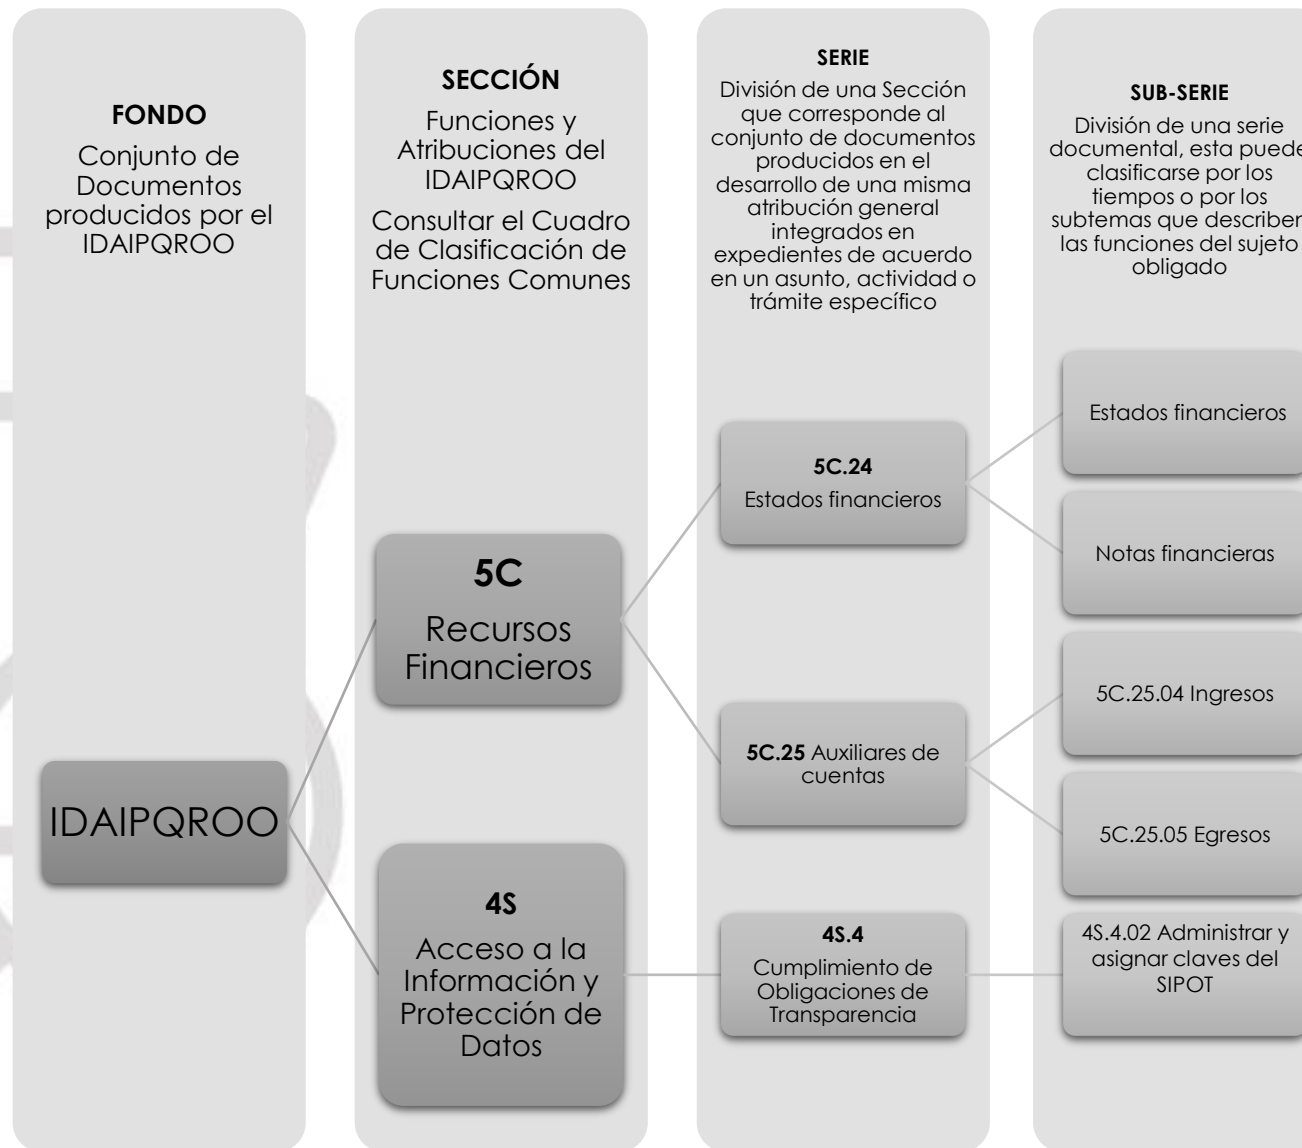 FONDO
Conjunto de
Documentos
producidos por el
IDAIPQROO
IDAIPQROO
SECCIÓN
Funciones y
Atribuciones del
IDAIPQROO
Consultar el Cuadro
de Clasificación de
Funciones Comunes
5C
Recursos
Financieros
4S
Acceso a la
Información y
Protección de
Datos
SERIE
División de una Sección
que corresponde al
conjunto de documentos
producidos en el
desarrollo de una misma
atribución general
integrados en
expedientes de acuerdo
en un asunto, actividad o
trámite específico
5C.24
Estados financieros
5C.25 Auxiliares de
cuentas
4S.4
Cumplimiento de
Obligaciones de
Transparencia
SUB-SERIE
División de una serie
documental, esta puede
clasificarse por los
tiempos o por los
subtemas que describen
las funciones del sujeto
obligado
Estados financieros
Notas financieras
5C.25.04 Ingresos
5C.25.05 Egresos
4S.4.02 Administrar y
asignar claves del
SIPOT